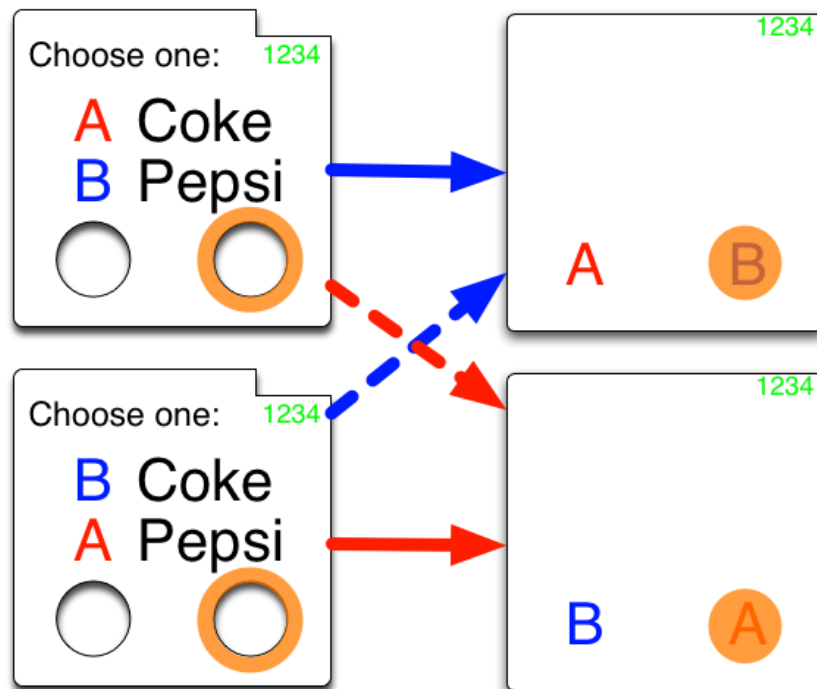 Choose one: 1234
A Coke
B Pepsi
1234
A B
Choose one: 1234
B Coke
A Pepsi
1234
B A